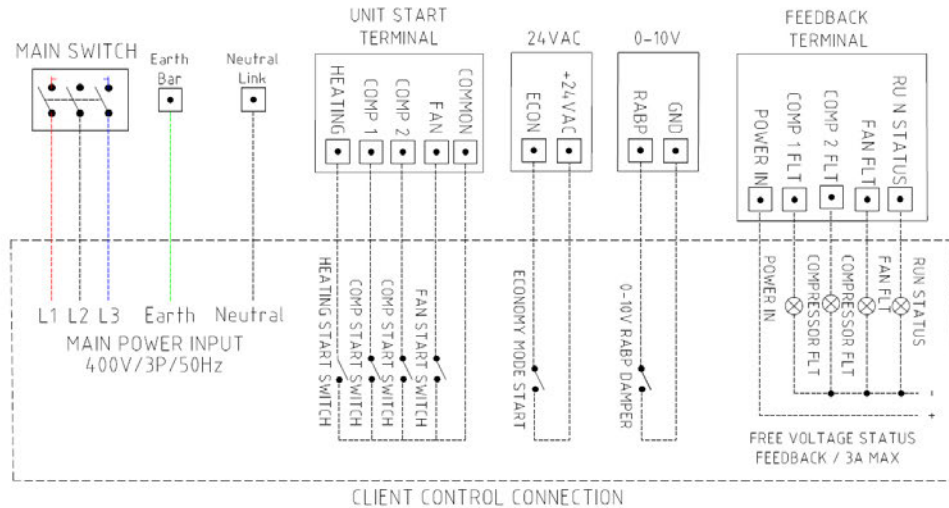 MAIN SWITCH
Earth
Bar
Neutral
Link
UNIT START
TERMINAL
HEATING
COMP 1
COMP 2
FAN
COMMON
24VAC
ECON
+24VAC
0-10V
RABP
GND
FEEDBACK
TERMINAL
POWER IN
COMP 1 FLT
COMP 2 FLT
FAN FLT
RUN STATUS
L1 L2 L3 Earth Neutral
MAIN POWER INPUT
400V/3P/50Hz
HEATING START SWITCH
COMP START SWITCH
COMP START SWITCH
FAN START SWITCH
ECONOMY MODE START
0-10V RABP DAMPER
POWER IN
COMPRESSOR FLT
COMPRESSOR FLT
FAN FLT
RUN STATUS
-
+
FREE VOLTAGE STATUS
FEEDBACK / 3A MAX
CLIENT CONTROL CONNECTION